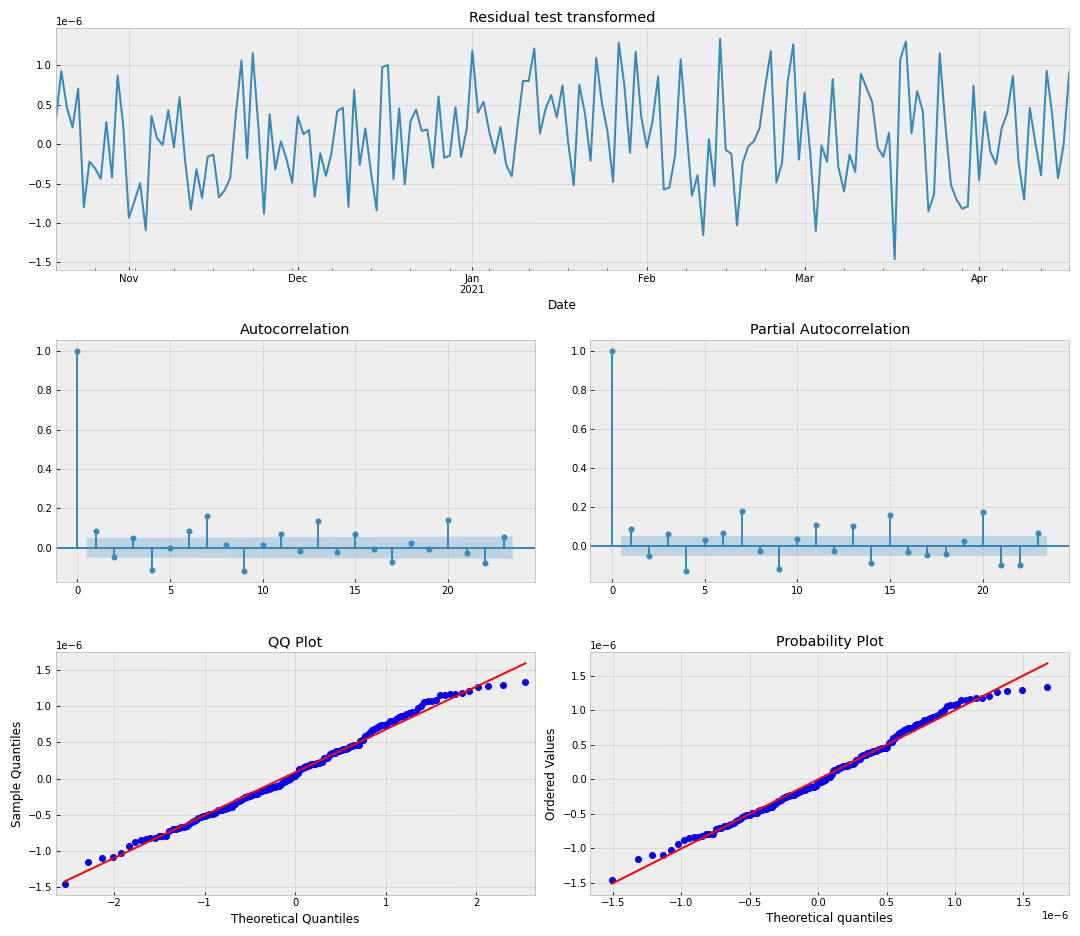 Residual test transformed
1e−6
1.0
0.5
0.0
−0.5
−1.0
−1.5
Nov Dec Jan Feb Mar Apr
2021
Date
Autocorrelation
1.0
0.8
0.6
0.4
0.2
0.0
0 5 10 15 20
Partial Autocorrelation
1.0
0.8
0.6
0.4
0.2
0.0
0 5 10 15 20
QQ Plot
1e−6
1.5
1.0
0.5
0.0
−0.5
−1.0
−1.5
Sample Quantiles
−2 −1 0 1 2
Theoretical Quantiles
Probability Plot
1e−6
1.5
1.0
0.5
0.0
−0.5
−1.0
−1.5
Ordered Values
−1.5 −1.0 −0.5 0.0 0.5 1.0 1.5
Theoretical quantiles
1e−6